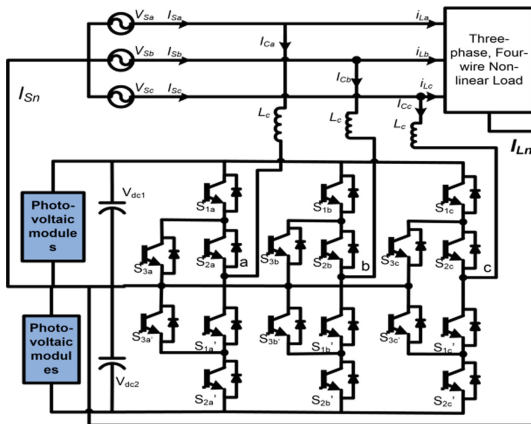 V_Sa I_Sa i_La
V_Sb I_Sb i_Lb
V_Sc I_Sc i_Lc
I_Ca
I_Cb
I_Cc
Three-
phase, Four-
wire Non-
linear Load
I_Sn
I_Ln
L_c L_c L_c
V_dc1
Photo-
voltaic
module
s
S_1a S_1b S_1c
S_3a S_2a a S_3b S_2b b S_3c S_2c c
Photo-
voltaic
modul
es
S_3a' S_1a' S_3b' S_1b' S_3c' S_1c'
V_dc2
S_2a' S_2b' S_2c'